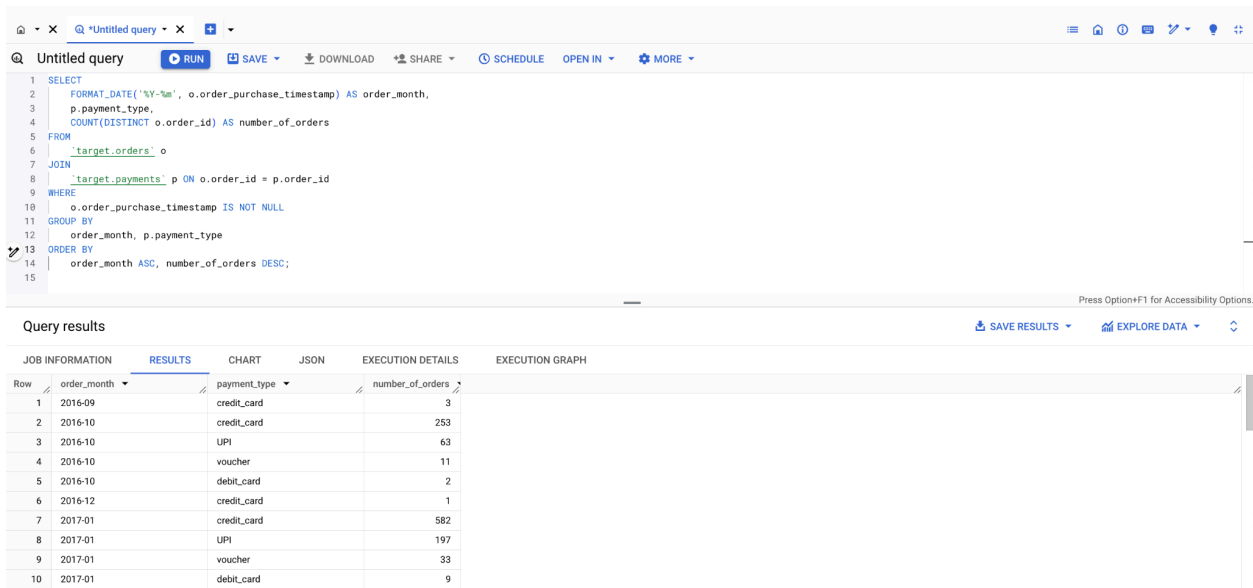 *Untitled query
Untitled query RUN SAVE DOWNLOAD SHARE SCHEDULE OPEN IN MORE
1 SELECT
2 FORMAT_DATE('%Y-%m', o.order_purchase_timestamp) AS order_month,
3 p.payment_type,
4 COUNT(DISTINCT o.order_id) AS number_of_orders
5 FROM
6 `target.orders` o
7 JOIN
8 `target.payments` p ON o.order_id = p.order_id
9 WHERE
10 o.order_purchase_timestamp IS NOT NULL
11 GROUP BY
12 order_month, p.payment_type
13 ORDER BY
14 order_month ASC, number_of_orders DESC;
15
Press Option+F1 for Accessibility Options.
Query results SAVE RESULTS EXPLORE DATA
JOB INFORMATION RESULTS CHART JSON EXECUTION DETAILS EXECUTION GRAPH
Row order_month payment_type number_of_orders
1 2016-09 credit_card 3
2 2016-10 credit_card 253
3 2016-10 UPI 63
4 2016-10 voucher 11
5 2016-10 debit_card 2
6 2016-12 credit_card 1
7 2017-01 credit_card 582
8 2017-01 UPI 197
9 2017-01 voucher 33
10 2017-01 debit_card 9